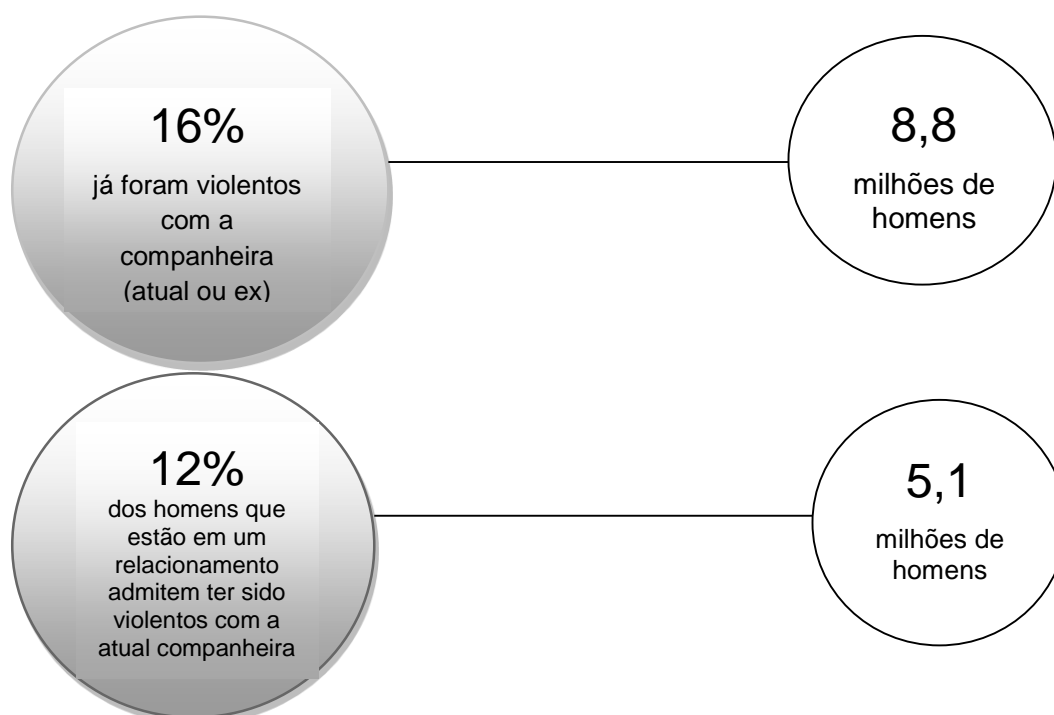 16%
já foram violentos
com a
companheira
(atual ou ex)
8,8
milhões de
homens
12%
dos homens que
estão em um
relacionamento
admitem ter sido
violentos com a
atual companheira
5,1
milhões de
homens